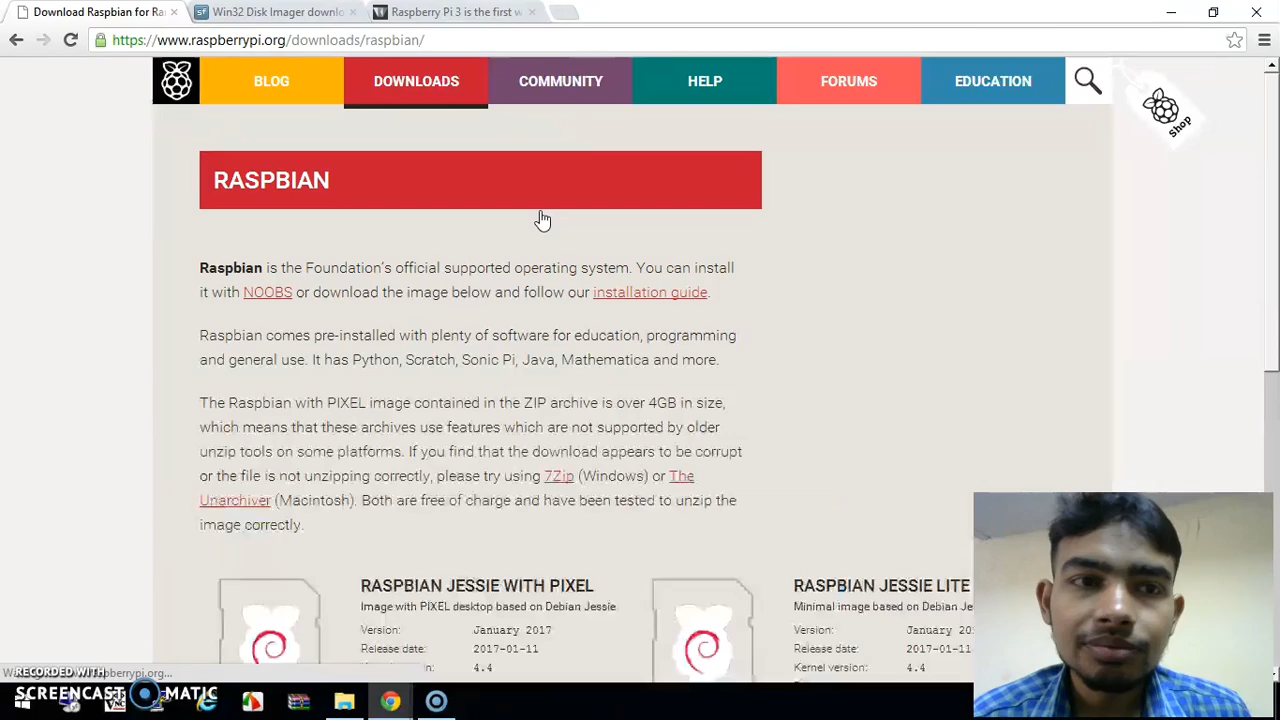 Download Raspbian for Ra
Win32 Disk Imager downlo
Raspberry Pi 3 is the first w
https://www.raspberrypi.org/downloads/raspbian/
BLOG
DOWNLOADS
COMMUNITY
HELP
FORUMS
EDUCATION
Shop
RASPBIAN
Raspbian is the Foundation's official supported operating system. You can install
it with NOOBS or download the image below and follow our installation guide.
Raspbian comes pre-installed with plenty of software for education, programming
and general use. It has Python, Scratch, Sonic Pi, Java, Mathematica and more.
The Raspbian with PIXEL image contained in the ZIP archive is over 4GB in size,
which means that these archives use features which are not supported by older
unzip tools on some platforms. If you find that the download appears to be corrupt
or the file is not unzipping correctly, please try using 7Zip (Windows) or The
Unarchiver (Macintosh). Both are free of charge and have been tested to unzip the
image correctly.
RASPBIAN JESSIE WITH PIXEL
Image with PIXEL desktop based on Debian Jessie
Version: January 2017
Release date: 2017-01-11
Kernel version: 4.4
RASPBIAN JESSIE LITE
Minimal image based on Debian Je
Version: January 20
Release date: 2017-01-11
Kernel version: 4.4
RECORDED WITH
SCREENCAST MATIC